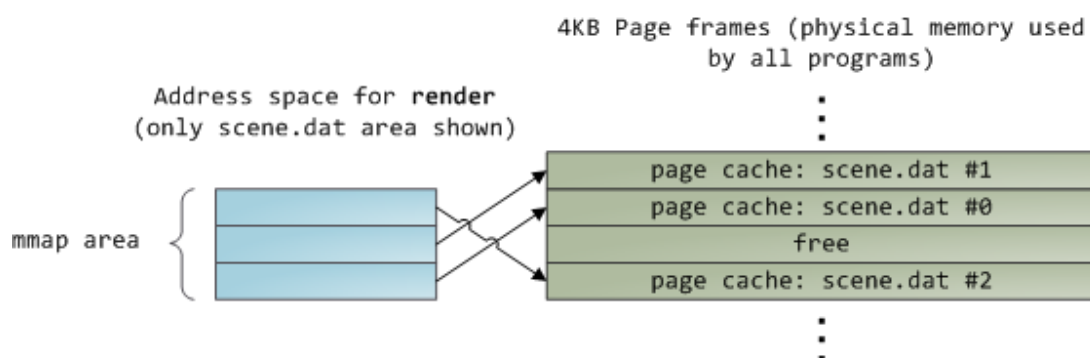 4KB Page frames (physical memory used
by all programs)
Address space for render
(only scene.dat area shown)
mmap area
page cache: scene.dat #1
page cache: scene.dat #0
free
page cache: scene.dat #2